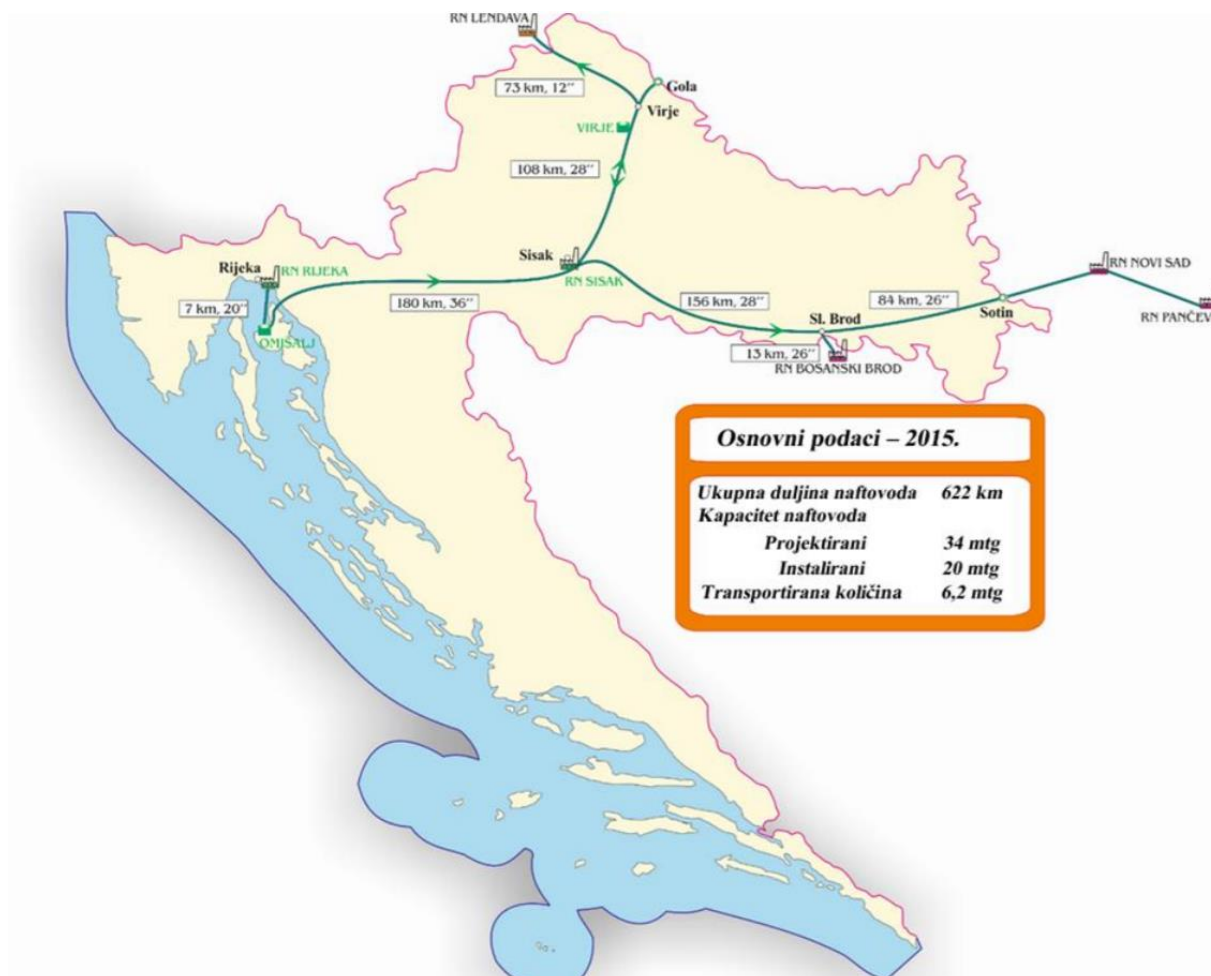 RN LENDAVA
73 km, 12’’
Gola
Virje
VIRJE
108 km, 28’’
Sisak
RN SISAK
Rijeka
RN RIJEKA
7 km, 20’’
OMIŠALJ
180 km, 36’’
156 km, 28’’
Sl. Brod
13 km, 26’’
RN BOSANSKI BROD
84 km, 26’’
Sotin
RN NOVI SAD
RN PANČEV
Osnovni podaci – 2015.
Ukupna duljina naftovoda 622 km
Kapacitet naftovoda
Projektirani 34 mtg
Instalirani 20 mtg
Transportirana količina 6,2 mtg